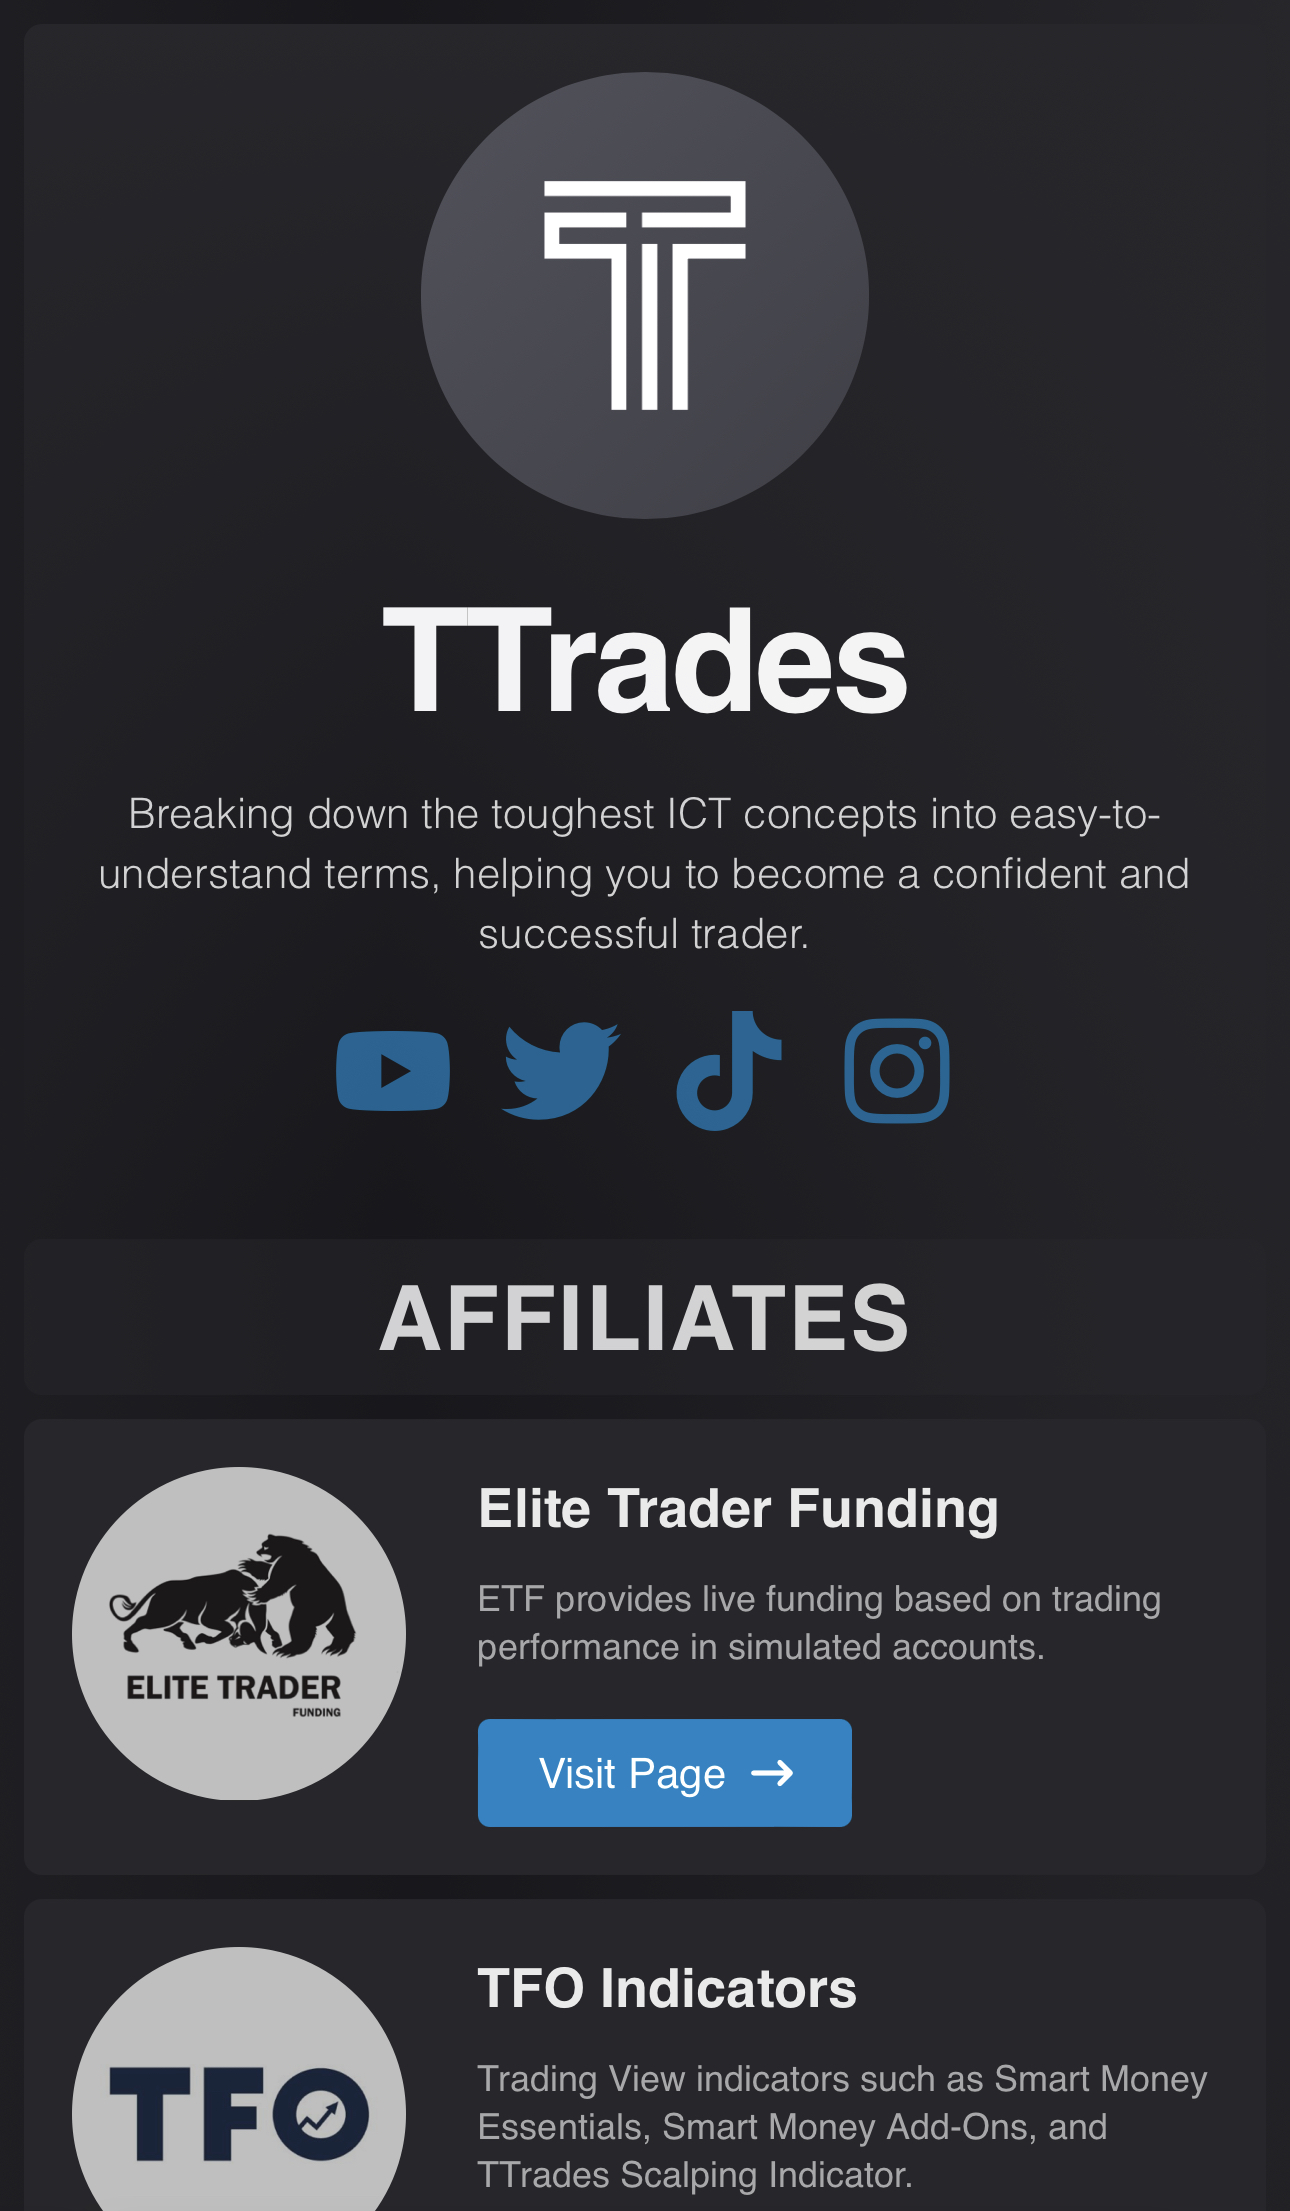 TTrades
Breaking down the toughest ICT concepts into easy-to-
understand terms, helping you to become a confident and
successful trader.
AFFILIATES
ELITE TRADER
FUNDING
Elite Trader Funding
ETF provides live funding based on trading
performance in simulated accounts.
Visit Page →
TFO
TFO Indicators
Trading View indicators such as Smart Money
Essentials, Smart Money Add-Ons, and
TTrades Scalping Indicator.